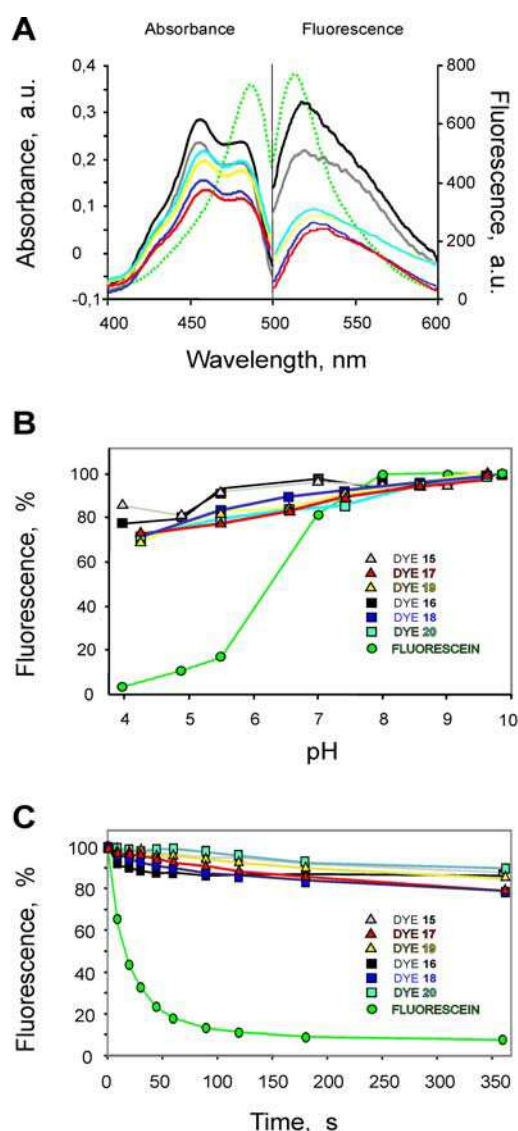 A
Absorbance Fluorescence
Absorbance, a.u.
0,4
0,3
0,2
0,1
0
-0,1
800
600
400
200
0
Fluorescence, a.u.
400 450 500 550 600
Wavelength, nm
B
Fluorescence, %
100
80
60
40
20
0
DYE 15
DYE 17
DYE 19
DYE 16
DYE 18
DYE 20
FLUORESCEIN
4 5 6 7 8 9 10
pH
C
Fluorescence, %
100
80
60
40
20
0
DYE 15
DYE 17
DYE 19
DYE 16
DYE 18
DYE 20
FLUORESCEIN
0 50 100 150 200 250 300 350
Time, s